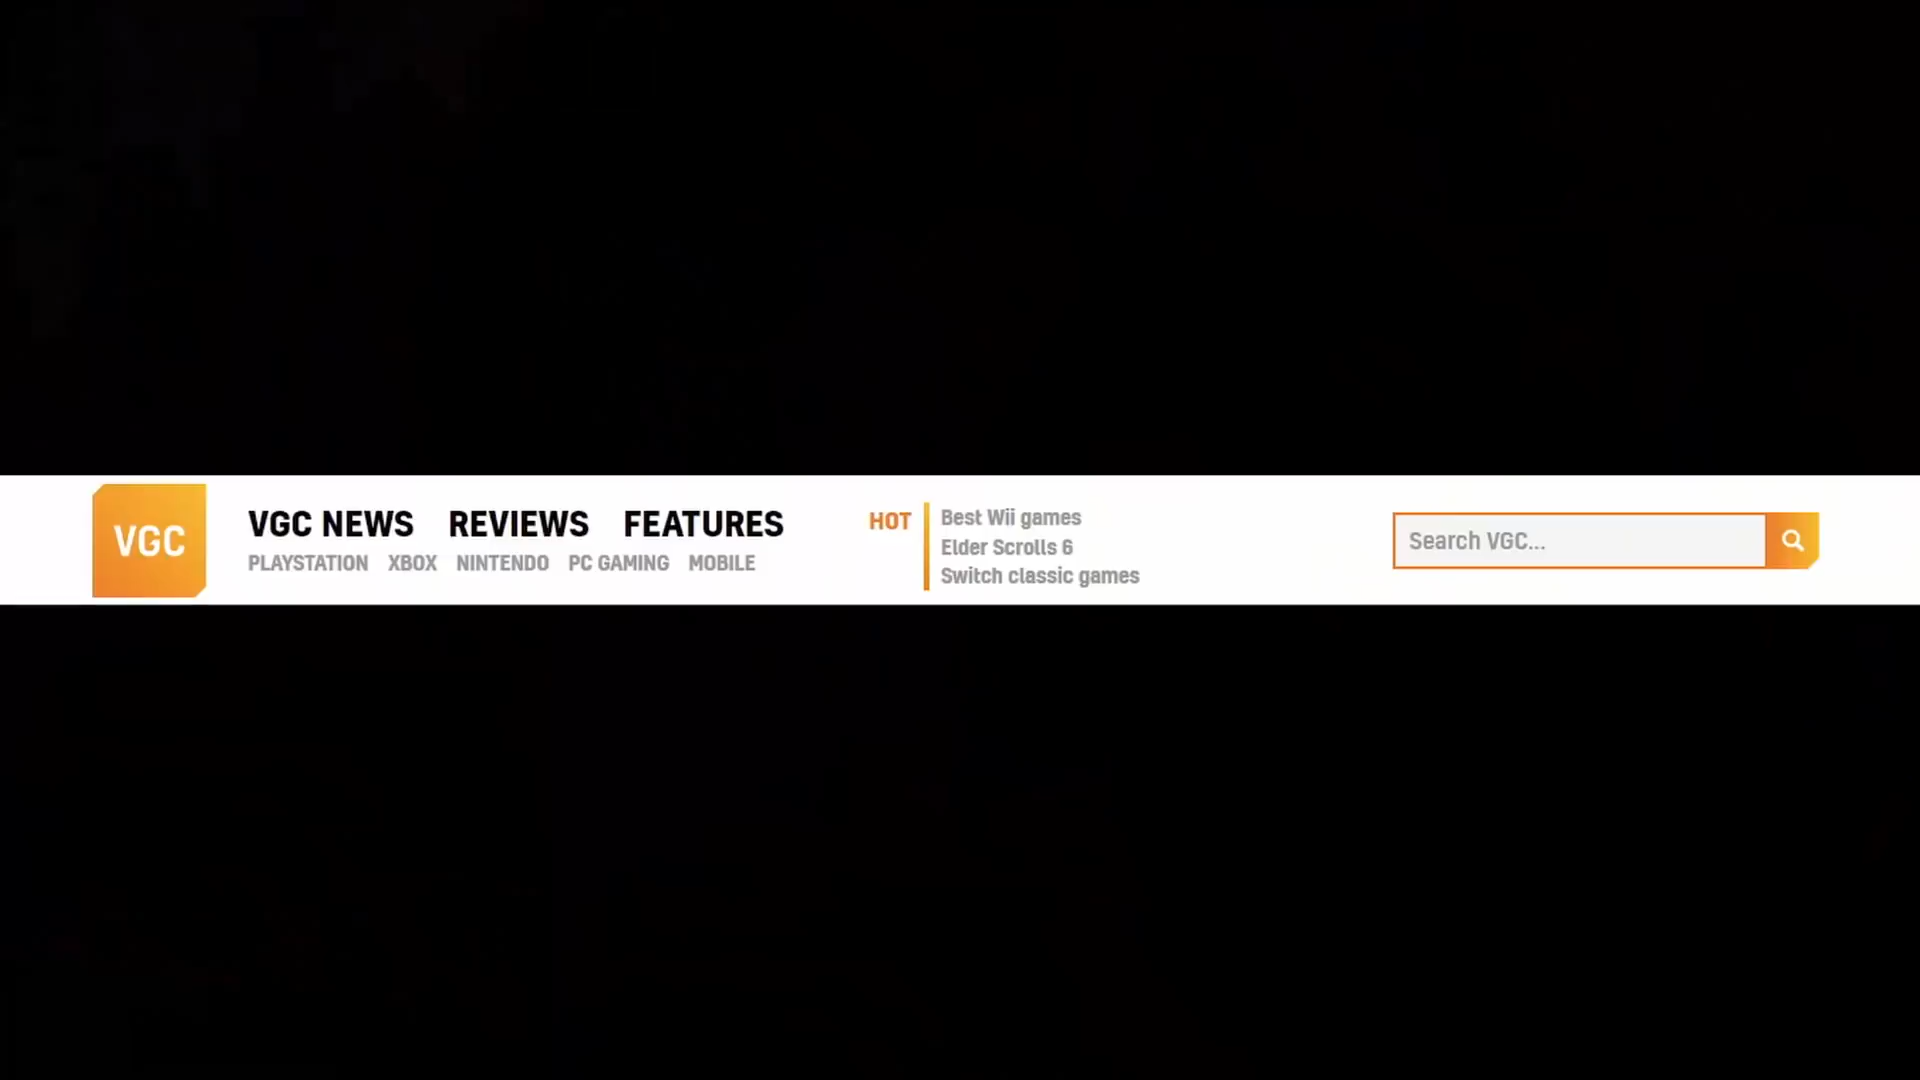 VGC
VGC NEWS REVIEWS FEATURES
PLAYSTATION XBOX NINTENDO PC GAMING MOBILE
HOT
Best Wii games
Elder Scrolls 6
Switch classic games
Search VGC...